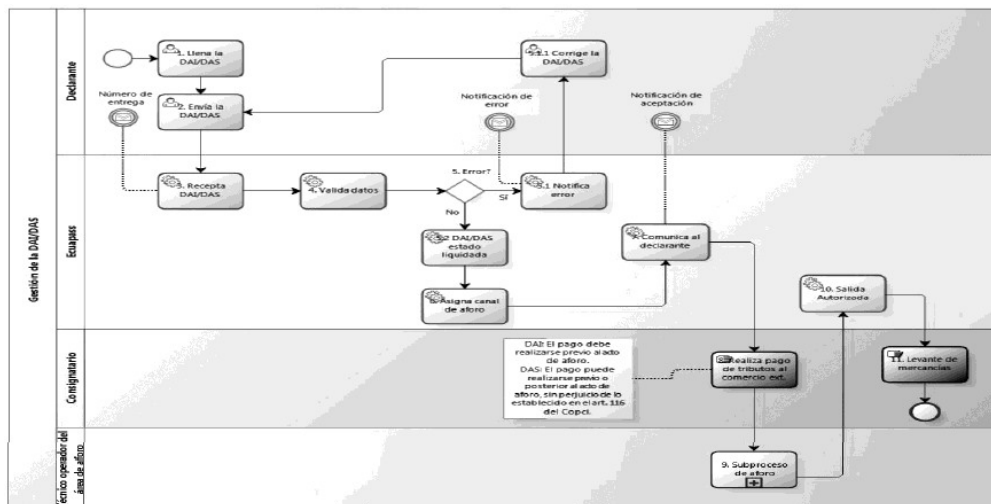 Gestión de la DAI/DAS
Declarante
1. Llena la
DAI/DAS
2. Envía la
DAI/DAS
Número de
entrega
5.1.1 Corrige la
DAI/DAS
Notificación de
error
Notificación de
aceptación
Ecuapass
3. Recepta
DAI/DAS
4. Valida datos
5. Error?
Sí
No
5.1 Notifica
error
5.2 DAI/DAS
estado
liquidada
6. Asigna canal
de aforo
7. Comunica al
declarante
10. Salida
Autorizada
Consignatario
DAI: El pago debe
realizarse previo al ado
de aforo.
DAS: El pago puede
realizarse previo o
posterior al ado de
aforo, sin perjuicio de lo
establecido en el art. 116
del Copci.
Realiza pago
de tributos al
comercio ext.
11. Levante de
mercancías
écnico operador del
área de aforo
9. Subproceso
de aforo